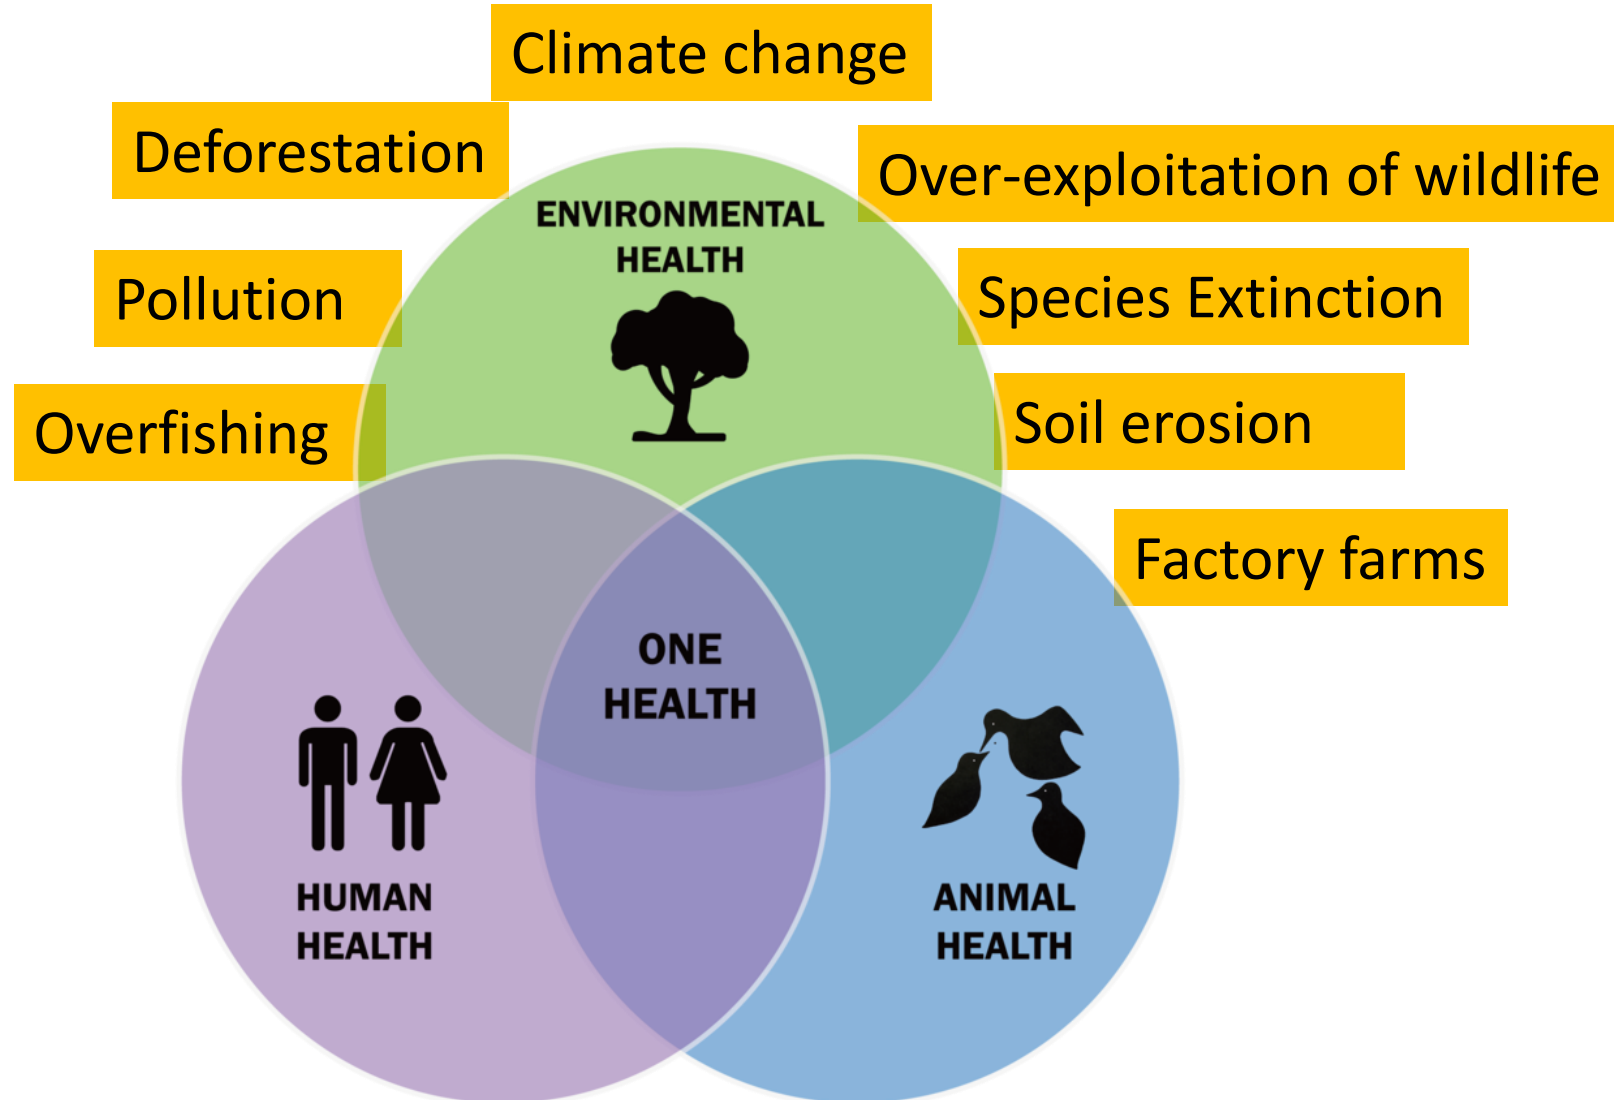 Climate change
Deforestation
Over-exploitation of wildlife
ENVIRONMENTAL
HEALTH
Pollution
Species Extinction
Overfishing
Soil erosion
Factory farms
ONE
HEALTH
HUMAN
HEALTH
ANIMAL
HEALTH